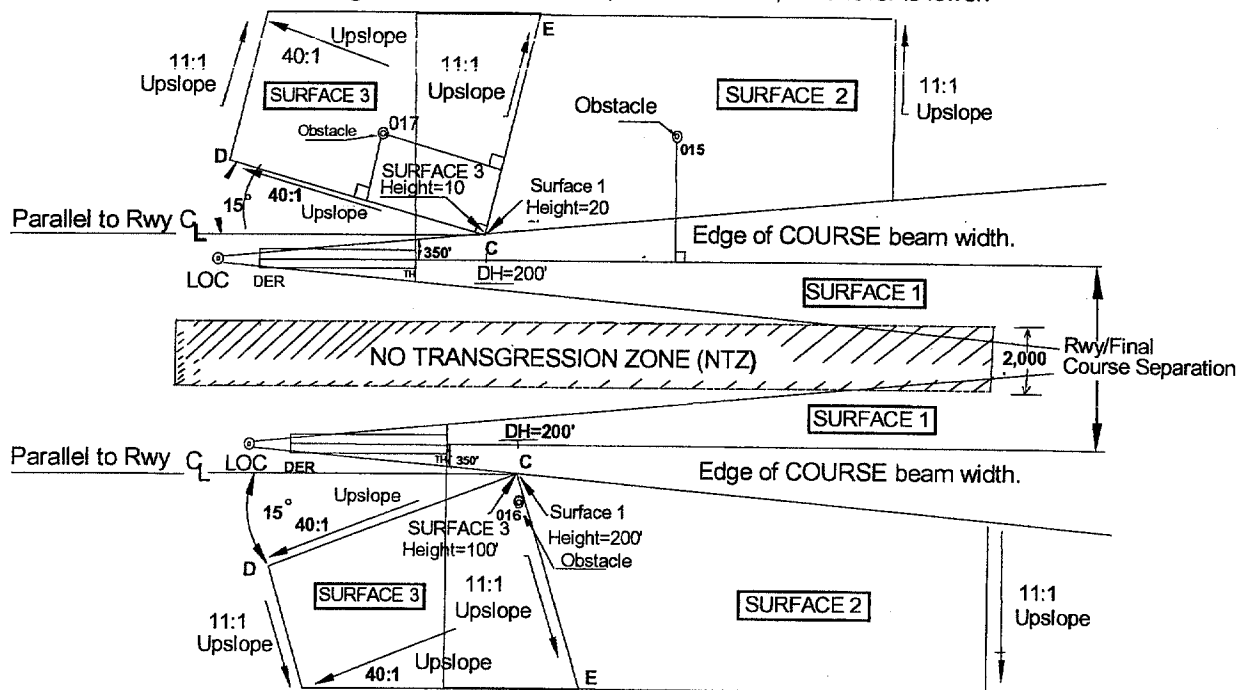 E
Upslope
40:1
11:1
Upslope
11:1
Upslope
SURFACE 3
Obstacle
SURFACE 2
11:1
Upslope
017
Obstacle
015
D
SURFACE 3
Height=10
Surface 1
Height=20
15°
40:1
Upslope
Parallel to Rwy CL
350'
C
Edge of COURSE beam width.
LOC
DER
TH
DH=200'
SURFACE 1
NO TRANSGRESSION ZONE (NTZ)
2,000
Rwy/Final
Course Separation
SURFACE 1
DH=200'
Parallel to Rwy CL
LOC
DER
TH
350'
C
Edge of COURSE beam width.
15°
Upslope
40:1
016
SURFACE 3
Height=100'
Surface 1
Height=200'
Obstacle
D
11:1
Upslope
SURFACE 3
11:1
Upslope
SURFACE 2
11:1
Upslope
40:1
Upslope
E